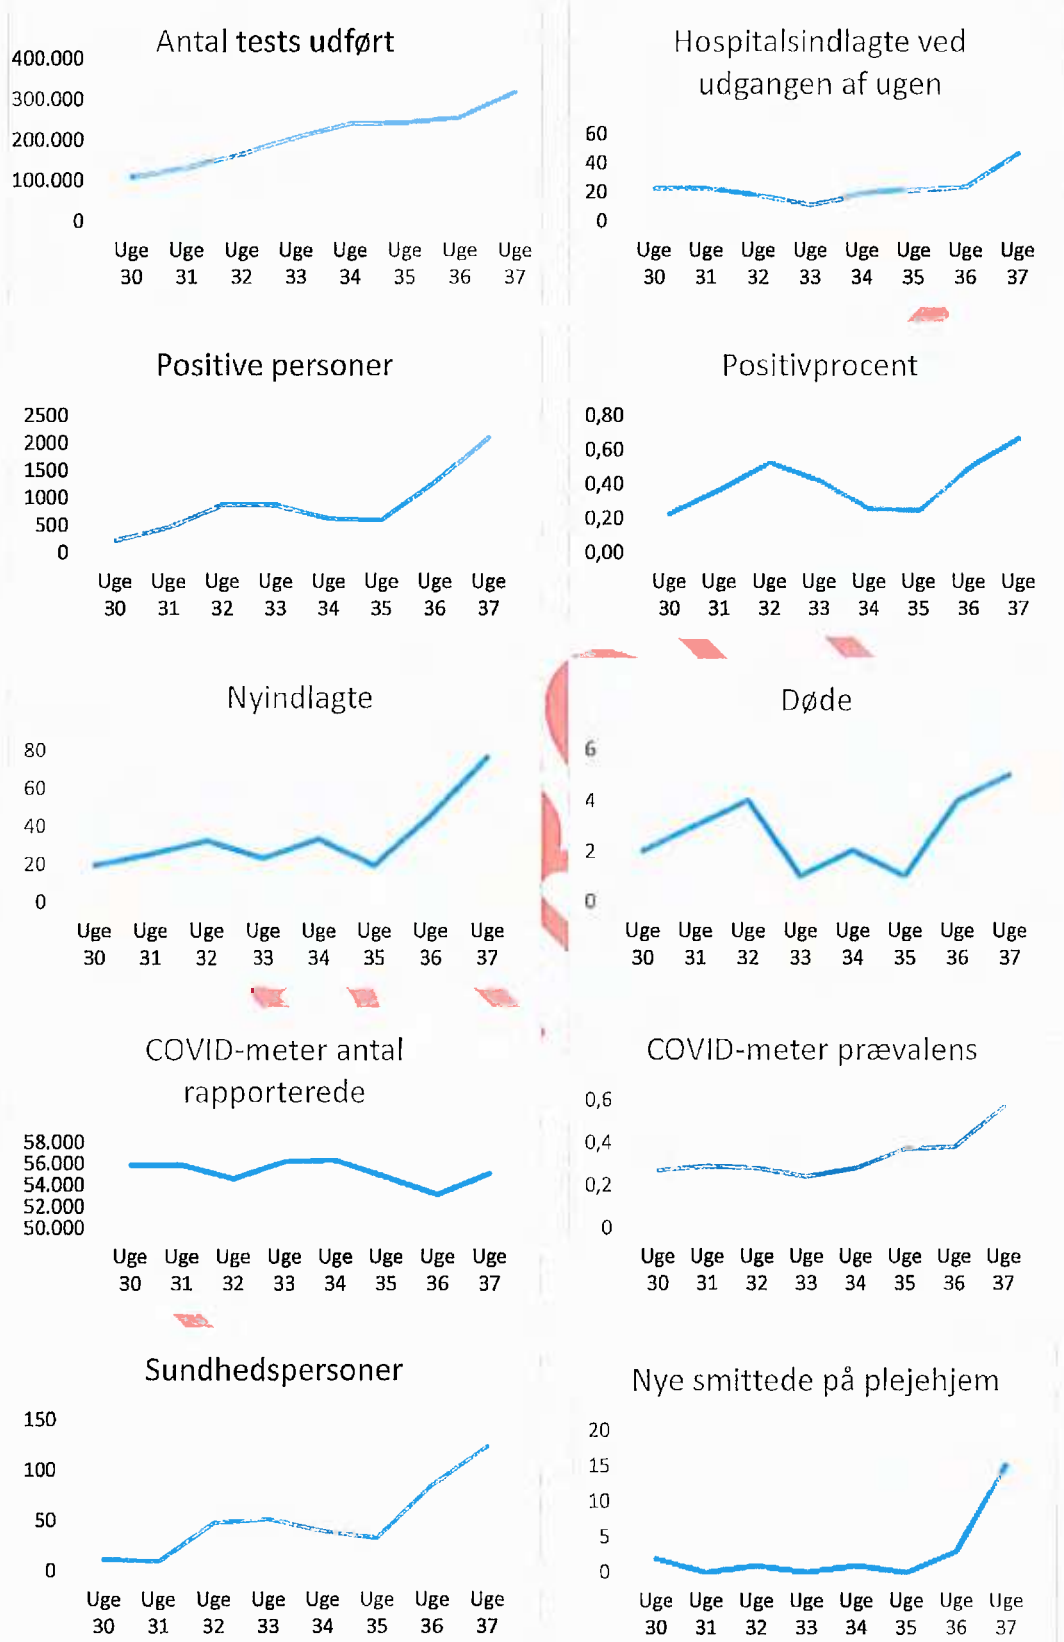 Antal tests udført
400.000
300.000
200.000
100.000
0
Uge Uge Uge Uge Uge Uge Uge Uge
30 31 32 33 34 35 36 37
Hospitalsindlagte ved
udgangen af ugen
60
40
20
0
Uge Uge Uge Uge Uge Uge Uge Uge
30 31 32 33 34 35 36 37
Positive personer
2500
2000
1500
1000
500
0
Uge Uge Uge Uge Uge Uge Uge Uge
30 31 32 33 34 35 36 37
Positivprocent
0,80
0,60
0,40
0,20
0,00
Uge Uge Uge Uge Uge Uge Uge Uge
30 31 32 33 34 35 36 37
Nyindlagte
80
60
40
20
0
Uge Uge Uge Uge Uge Uge Uge Uge
30 31 32 33 34 35 36 37
Døde
6
4
2
0
Uge Uge Uge Uge Uge Uge Uge Uge
30 31 32 33 34 35 36 37
COVID-meter antal
rapporterede
58.000
56.000
54.000
52.000
50.000
Uge Uge Uge Uge Uge Uge Uge Uge
30 31 32 33 34 35 36 37
COVID-meter prævalens
0,6
0,4
0,2
0
Uge Uge Uge Uge Uge Uge Uge Uge
30 31 32 33 34 35 36 37
Sundhedspersoner
150
100
50
0
Uge Uge Uge Uge Uge Uge Uge Uge
30 31 32 33 34 35 36 37
Nye smittede på plejehjem
20
15
10
5
0
Uge Uge Uge Uge Uge Uge Uge Uge
30 31 32 33 34 35 36 37